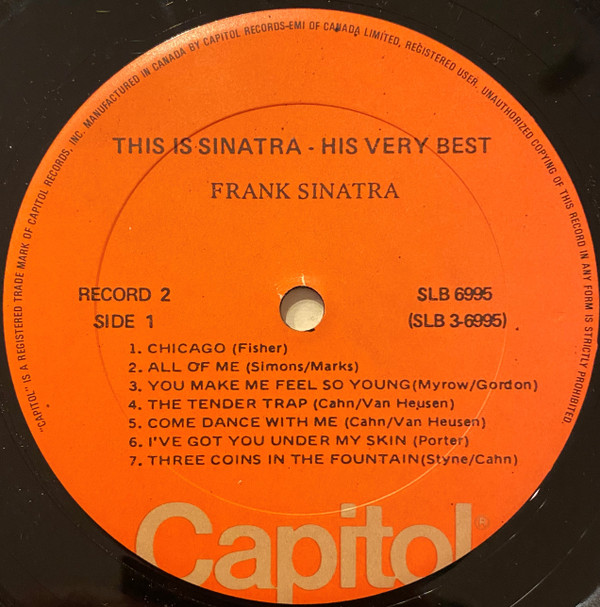 "CAPITOL" IS A REGISTERED TRADE MARK OF CAPITOL RECORDS, INC. MANUFACTURED IN CANADA BY CAPITOL RECORDS-EMI OF CANADA LIMITED, REGISTERED USER. UNAUTHORIZED COPYING OF THIS RECORD IN ANY FORM IS STRICTLY PROHIBITED.
THIS IS SINATRA - HIS VERY BEST
FRANK SINATRA
RECORD 2
SIDE 1
SLB 6995
(SLB 3-6995)
1. CHICAGO (Fisher)
2. ALL OF ME (Simons/Marks)
3. YOU MAKE ME FEEL SO YOUNG(Myrow/Gordon)
4. THE TENDER TRAP (Cahn/Van Heusen)
5. COME DANCE WITH ME (Cahn/Van Heusen)
6. I'VE GOT YOU UNDER MY SKIN (Porter)
7. THREE COINS IN THE FOUNTAIN(Styne/Cahn)
Capitol®